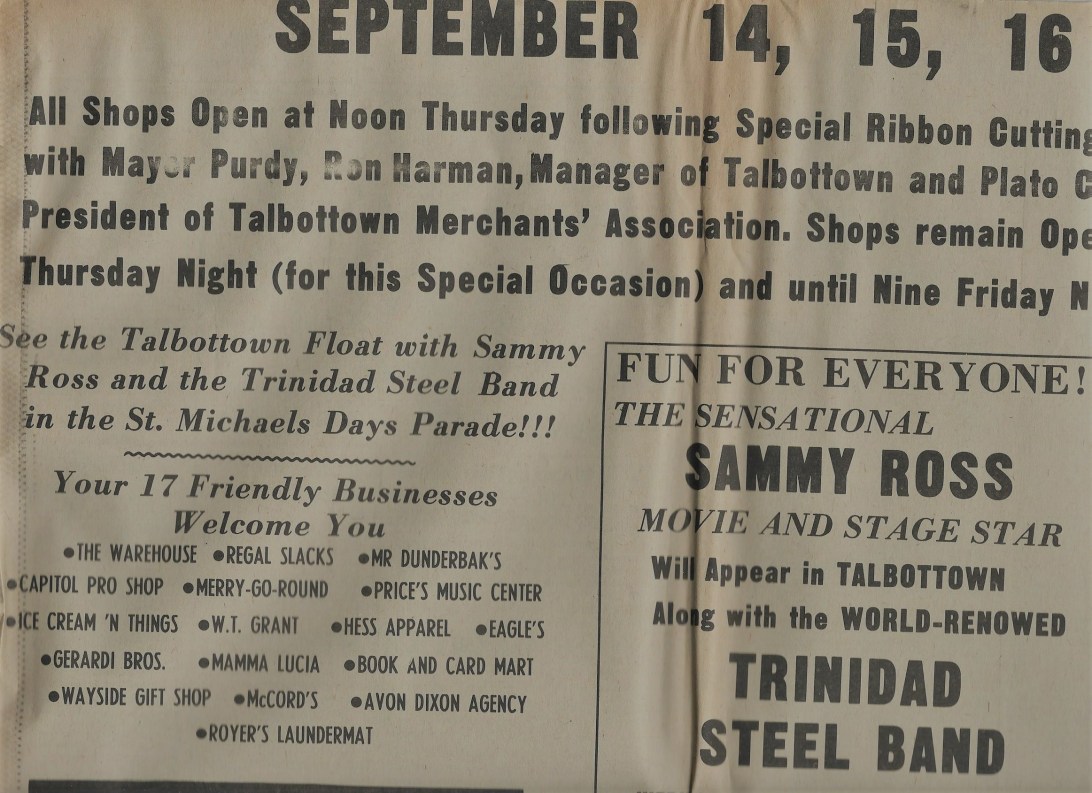 SEPTEMBER 14, 15, 16
All Shops Open at Noon Thursday following Special Ribbon Cutting
with Mayor Purdy, Ron Harman, Manager of Talbottown and Plato C
President of Talbottown Merchants' Association. Shops remain Ope
Thursday Night (for this Special Occasion) and until Nine Friday N
See the Talbottown Float with Sammy
Ross and the Trinidad Steel Band
in the St. Michaels Days Parade!!!
Your 17 Friendly Businesses
Welcome You
●THE WAREHOUSE ●REGAL SLACKS ●MR DUNDERBAK'S
●CAPITOL PRO SHOP ●MERRY-GO-ROUND ●PRICE'S MUSIC CENTER
●ICE CREAM 'N THINGS ●W.T. GRANT ●HESS APPAREL ●EAGLE'S
●GERARDI BROS. ●MAMMA LUCIA ●BOOK AND CARD MART
●WAYSIDE GIFT SHOP ●McCORD'S ●AVON DIXON AGENCY
●ROYER'S LAUNDERMAT
FUN FOR EVERYONE!
THE SENSATIONAL
SAMMY ROSS
MOVIE AND STAGE STAR
Will Appear in TALBOTTOWN
Along with the WORLD-RENOWED
TRINIDAD
STEEL BAND